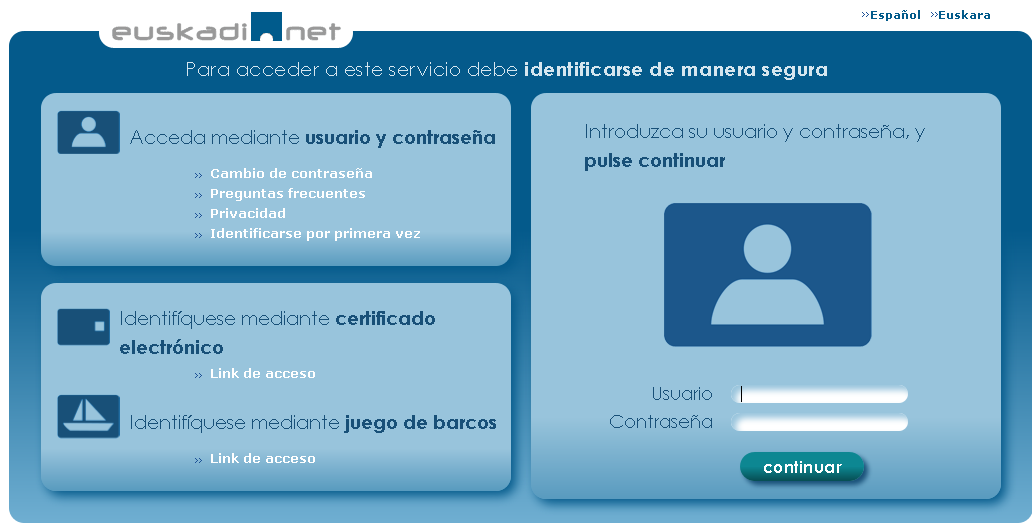 »Español »Euskara
euskadi.net
Para acceder a este servicio debe identificarse de manera segura
Acceda mediante usuario y contraseña
» Cambio de contraseña
» Preguntas frecuentes
» Privacidad
» Identificarse por primera vez
Identifíquese mediante certificado
electrónico
» Link de acceso
Identifíquese mediante juego de barcos
» Link de acceso
Introduzca su usuario y contraseña, y
pulse continuar
Usuario
Contraseña
continuar